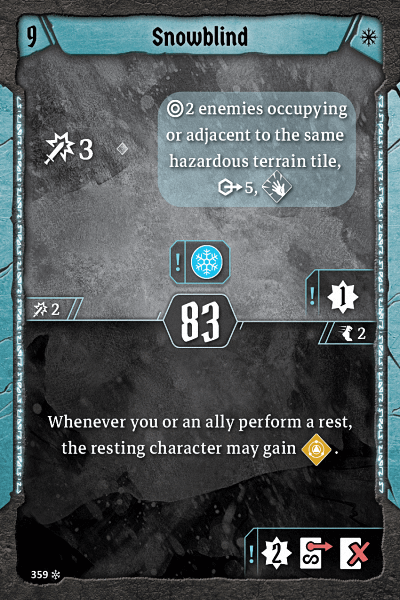 9
Snowblind
2 enemies occupying
or adjacent to the same
hazardous terrain tile,
5,
3
!
! 1
2
83
2
Whenever you or an ally perform a rest,
the resting character may gain .
! 2
359